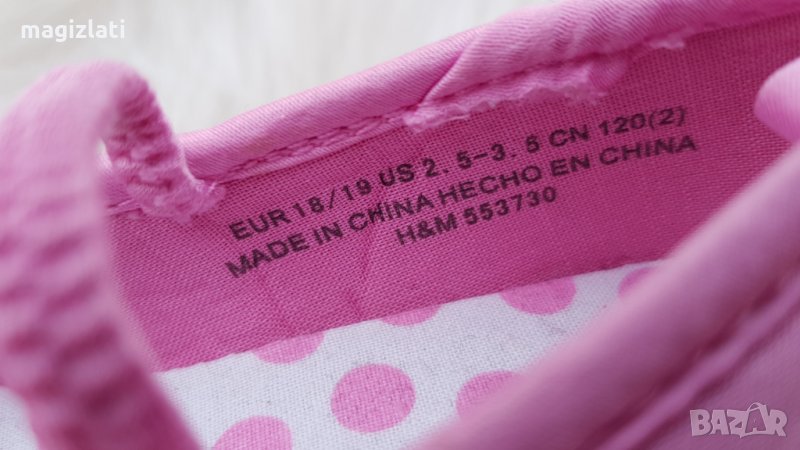 magizlati
EUR 18/19 US 2.5-3.5 CN 120(2)
MADE IN CHINA HECHO EN CHINA
H&M 553730
BAZAR